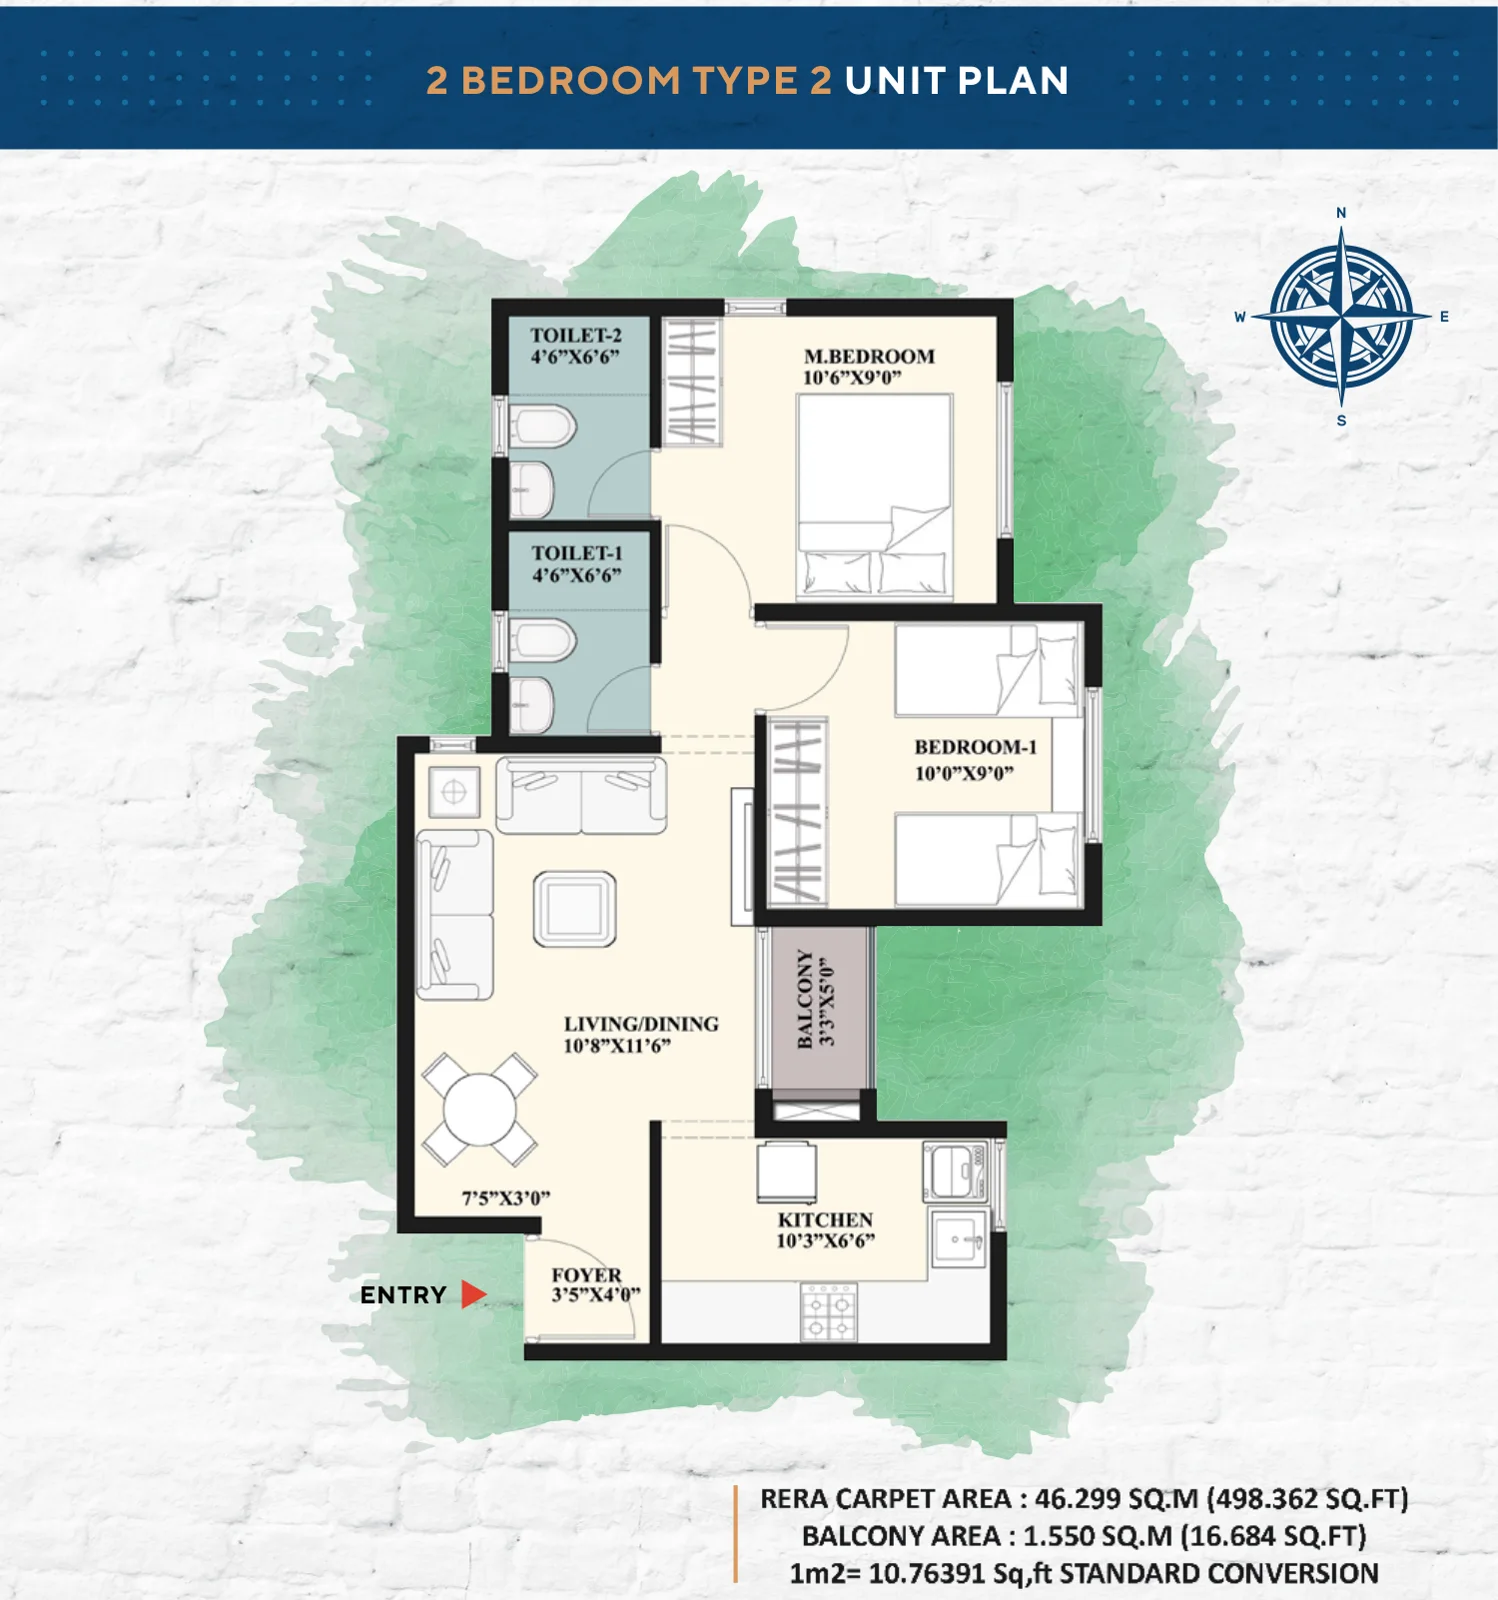 2 BEDROOM TYPE 2 UNIT PLAN
N
W
E
S
TOILET-2
4'6"X6'6"
M.BEDROOM
10'6"X9'0"
TOILET-1
4'6"X6'6"
BEDROOM-1
10'0"X9'0"
BALCONY
3'3"X5'0"
LIVING/DINING
10'8"X11'6"
7'5"X3'0"
KITCHEN
10'3"X6'6"
FOYER
3'5"X4'0"
ENTRY
RERA CARPET AREA : 46.299 SQ.M (498.362 SQ.FT)
BALCONY AREA : 1.550 SQ.M (16.684 SQ.FT)
1m2= 10.76391 Sq,ft STANDARD CONVERSION